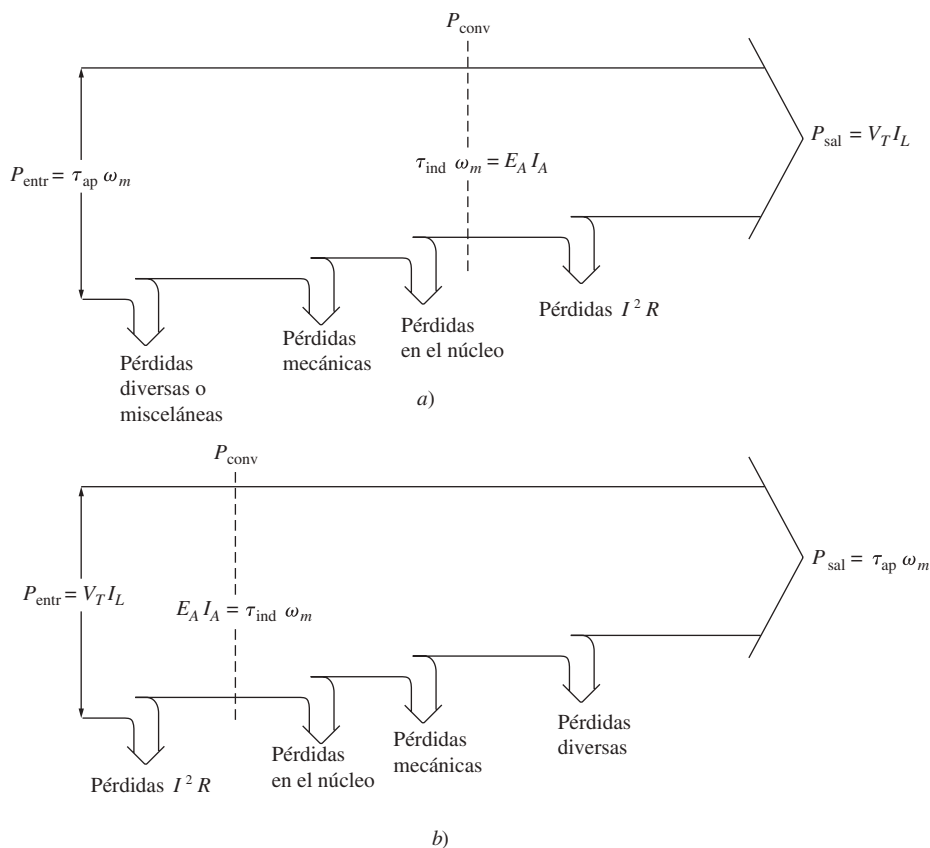 P_conv
P_entr = τ_ap ω_m
τ_ind ω_m = E_A I_A
P_sal = V_T I_L
Pérdidas
diversas o
misceláneas
Pérdidas
mecánicas
Pérdidas
en el núcleo
Pérdidas I² R
a)
P_conv
P_entr = V_T I_L
E_A I_A = τ_ind ω_m
P_sal = τ_ap ω_m
Pérdidas I² R
Pérdidas
en el núcleo
Pérdidas
mecánicas
Pérdidas
diversas
b)